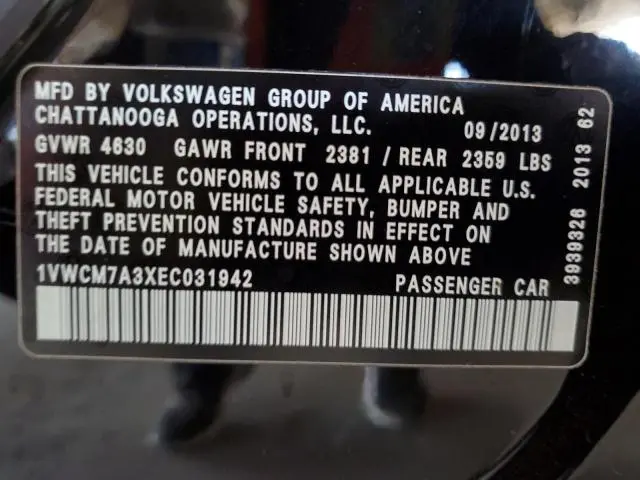 MFD BY VOLKSWAGEN GROUP OF AMERICA
CHATTANOOGA OPERATIONS, LLC. 09/2013
GVWR 4630 GAWR FRONT 2381 / REAR 2359 LBS
THIS VEHICLE CONFORMS TO ALL APPLICABLE U.S.
FEDERAL MOTOR VEHICLE SAFETY, BUMPER AND
THEFT PREVENTION STANDARDS IN EFFECT ON
THE DATE OF MANUFACTURE SHOWN ABOVE
1VWCM7A3XEC031942 PASSENGER CAR
3939326 2013 62